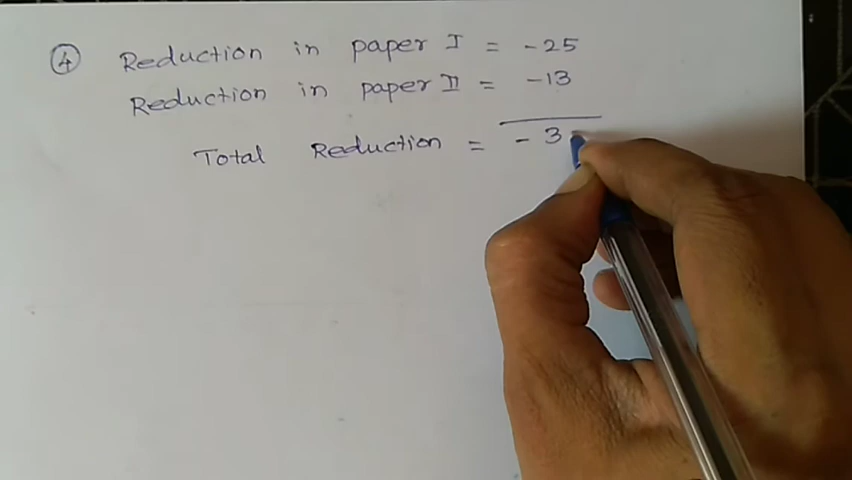 ④ Reduction in paper I = -25
Reduction in paper II = -13
Total Reduction = -3